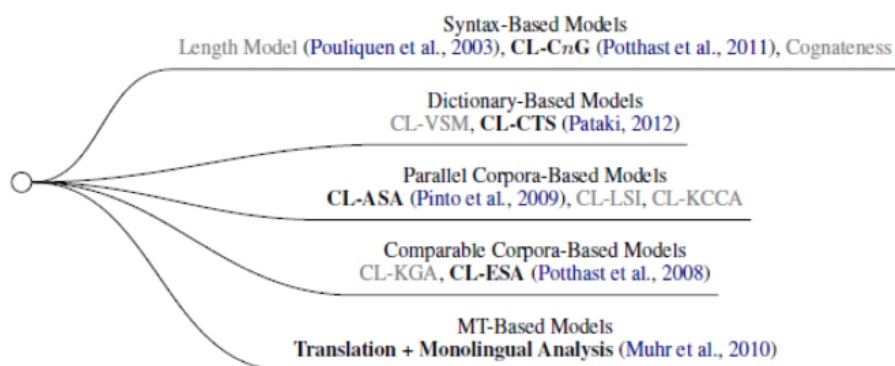 Syntax-Based Models
Length Model (Pouliquen et al., 2003), CL-CnG (Potthast et al., 2011), Cognateness
Dictionary-Based Models
CL-VSM, CL-CTS (Pataki, 2012)
Parallel Corpora-Based Models
CL-ASA (Pinto et al., 2009), CL-LSI, CL-KCCA
Comparable Corpora-Based Models
CL-KGA, CL-ESA (Potthast et al., 2008)
MT-Based Models
Translation + Monolingual Analysis (Muhr et al., 2010)